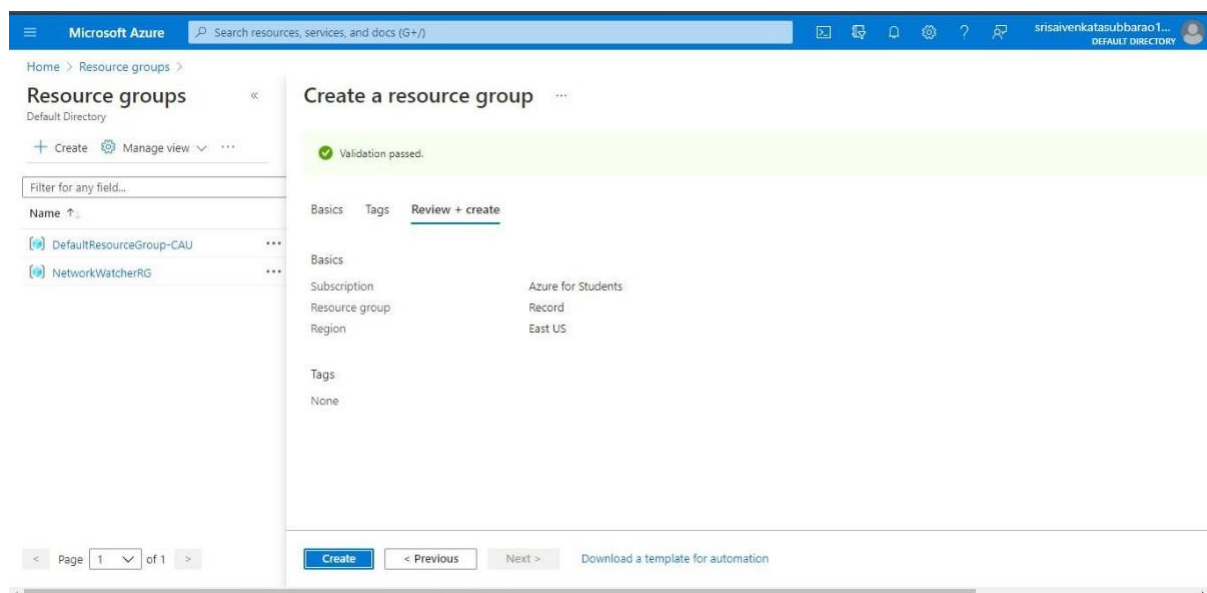 Microsoft Azure
Search resources, services, and docs (G+/)
srisaivenkatasubbarao1...
DEFAULT DIRECTORY
Home > Resource groups >
Resource groups
Default Directory
+ Create Manage view ...
Filter for any field...
Name ↑
DefaultResourceGroup-CAU ...
NetworkWatcherRG ...
< Page 1 of 1 >
Create a resource group ...
Validation passed.
Basics Tags Review + create
Basics
Subscription Azure for Students
Resource group Record
Region East US
Tags
None
Create < Previous Next > Download a template for automation